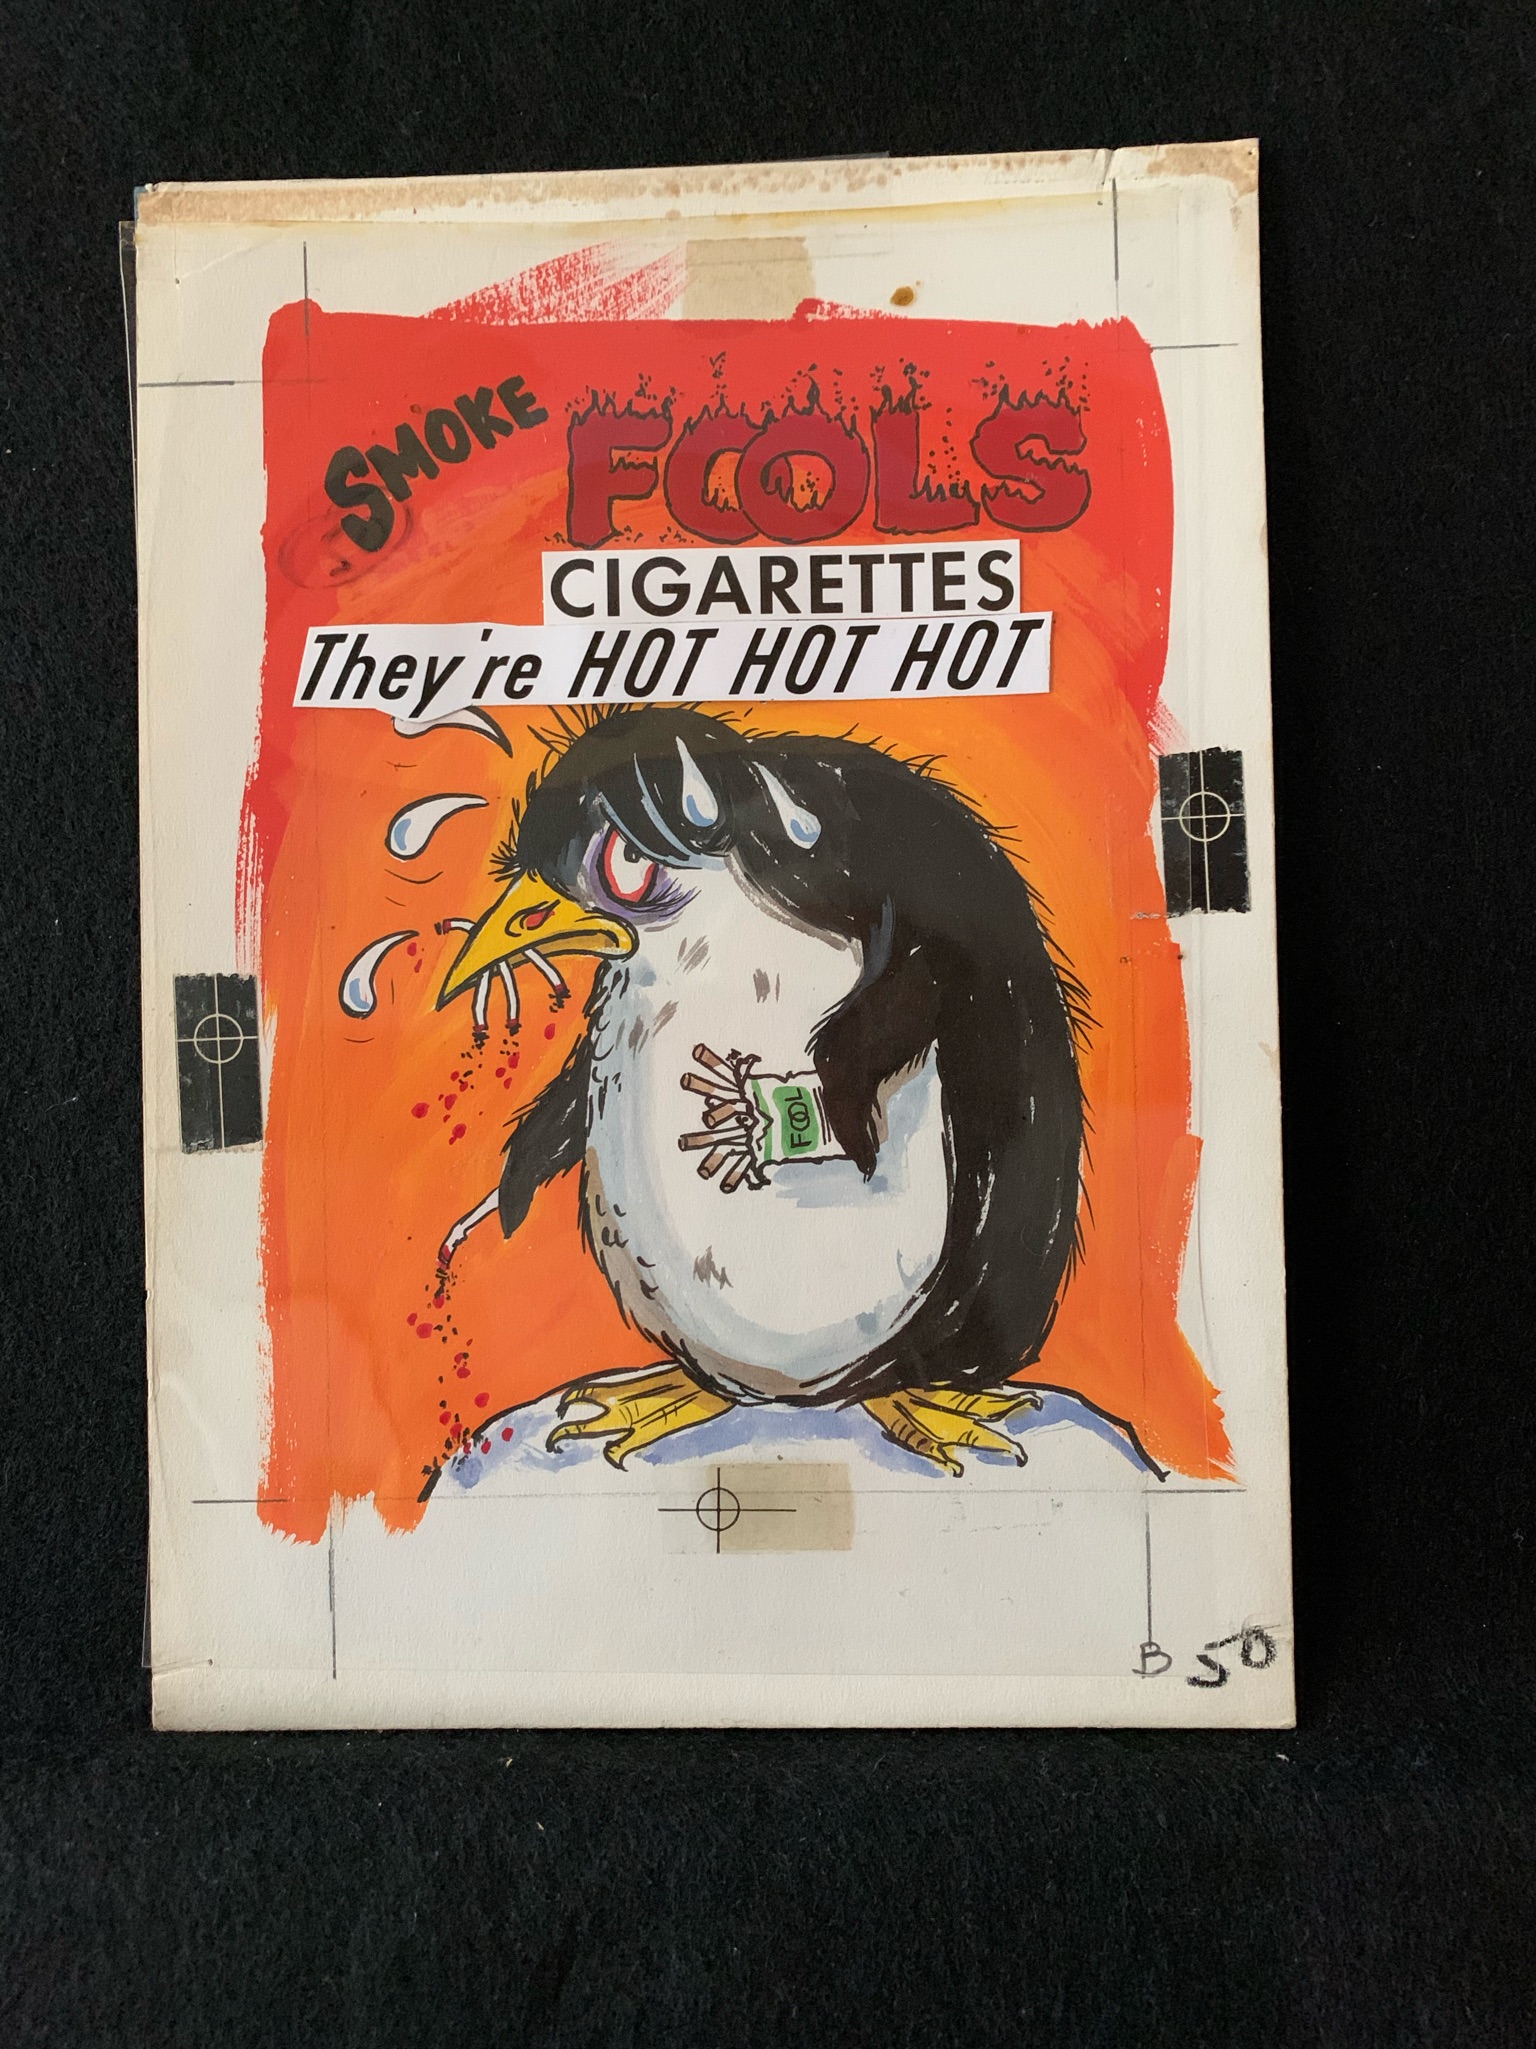 SMOKE FOOLS
CIGARETTES
They're HOT HOT HOT
FOOL
B 50